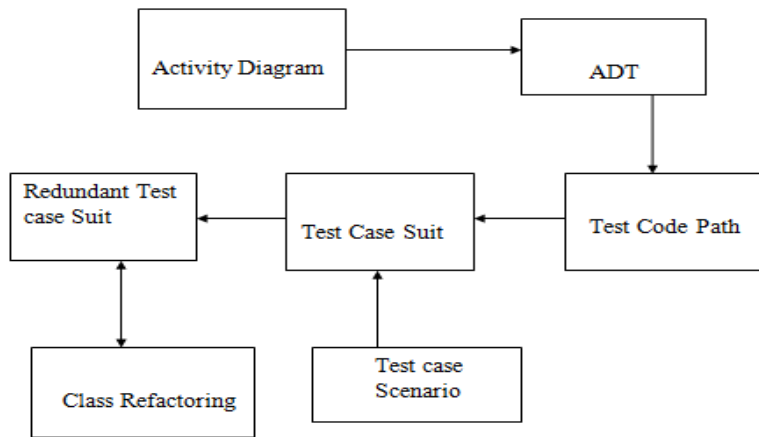 Activity Diagram
ADT
Redundant Test
case Suit
Test Case Suit
Test Code Path
Class Refactoring
Test case
Scenario